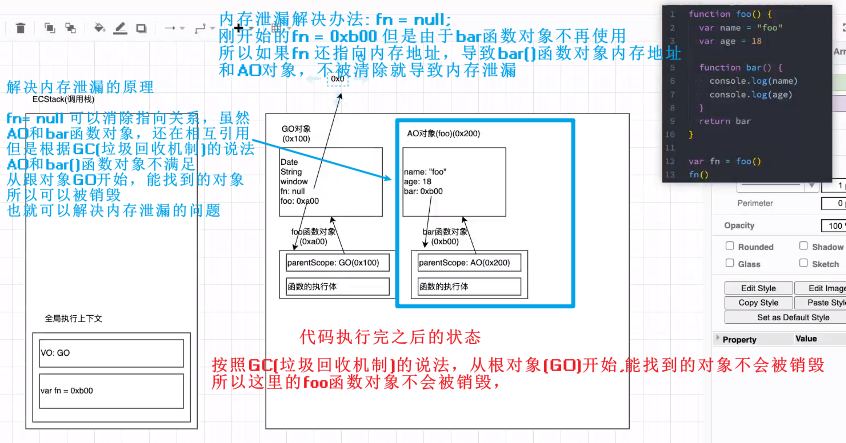 内存泄漏解决办法: fn = null;
刚开始的fn = 0xb00 但是由于bar函数不再使用
所以如果fn 还指向内存地址，导致bar()函数对象内存地址
和AO对象，不被清除就导致内存泄漏
0x0
1 function foo() {
2 var name = "foo"
3 var age = 18
4
5 function bar() {
6 console.log(name)
7 console.log(age)
8 }
9 return bar
10 }
11
12 var fn = foo()
13 fn()
解决内存泄漏的原理
ECStack(调用栈)
fn= null 可以消除指向关系，虽然
AO和bar函数对象，还在相互引用
但是根据GC(垃圾回收机制)的说法
AO和bar()函数对象不满足
从跟对象GO开始，能找到的对象
所以可以被销毁
也就可以解决内存泄漏的问题
GO对象
(0x100)
Date
String
window
fn: null
foo: 0xa00
AO对象(foo)(0x200)
name: "foo"
age: 18
bar: 0xb00
foo函数对象
(0xa00)
parentScope: GO(0x100)
函数的执行体
bar函数对象
(0xb00)
parentScope: AO(0x200)
函数的执行体
全局执行上下文
VO: GO
var fn = 0xb00
代码执行完之后的状态
按照GC(垃圾回收机制)的说法，从根对象(GO)开始,能找到的对象不会被销毁
所以这里的foo函数对象不会被销毁，
Perimeter
Opacity
100
Rounded
Shadow
Glass
Sketch
Edit Style
Edit Image
Copy Style
Paste Style
Set as Default Style
Property
Value